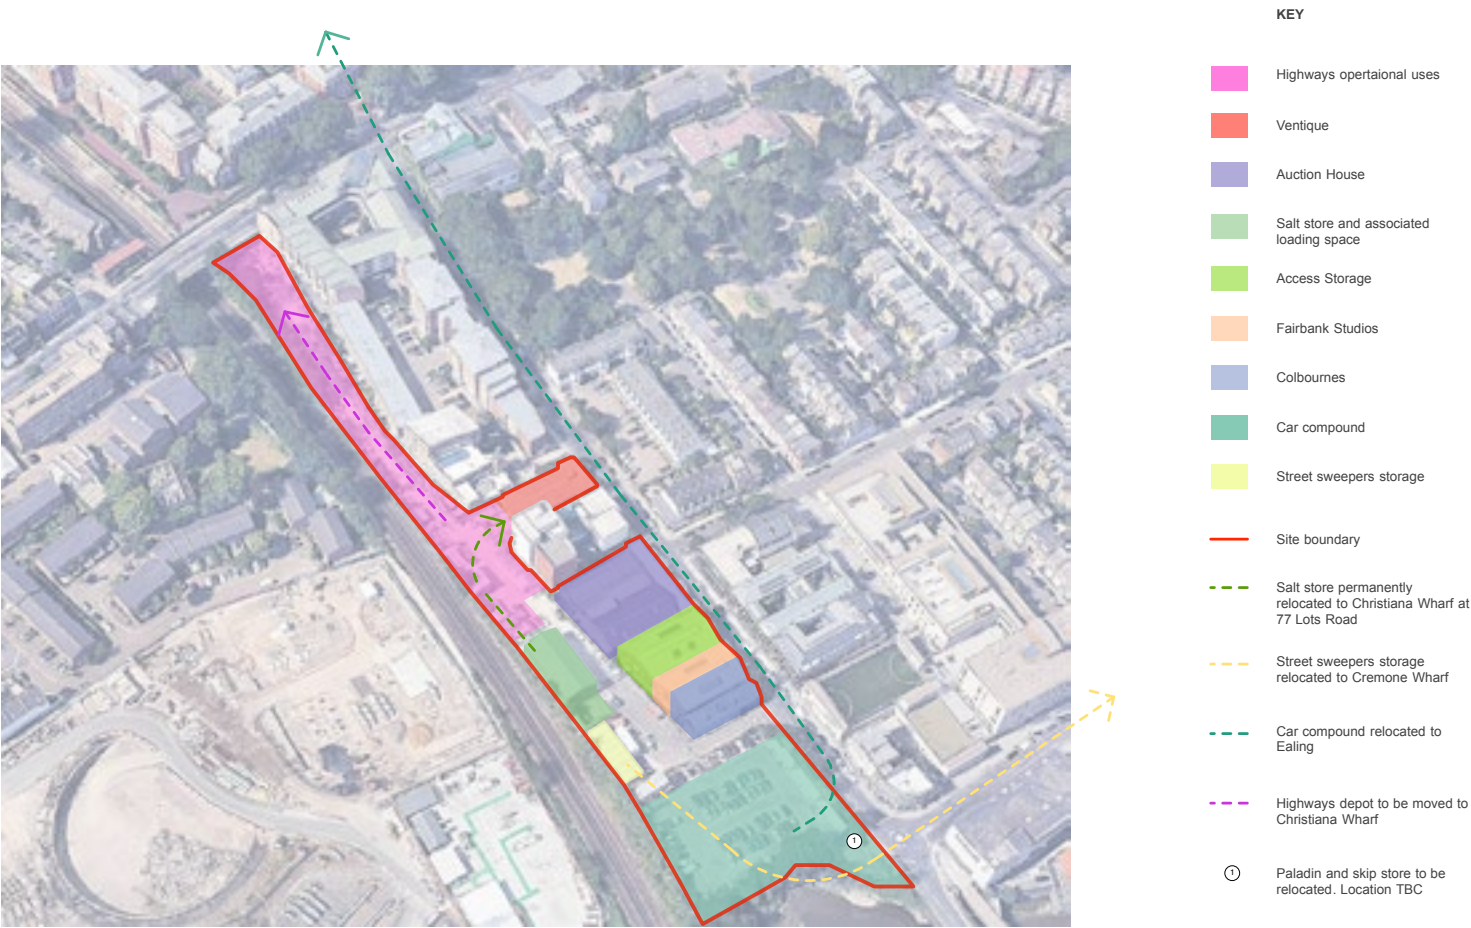 KEY
Highways opertaional uses
Ventique
Auction House
Salt store and associated
loading space
Access Storage
Fairbank Studios
Colbournes
Car compound
Street sweepers storage
Site boundary
Salt store permanently
relocated to Christiana Wharf at
77 Lots Road
Street sweepers storage
relocated to Cremone Wharf
Car compound relocated to
Ealing
Highways depot to be moved to
Christiana Wharf
1
Paladin and skip store to be
relocated. Location TBC
1